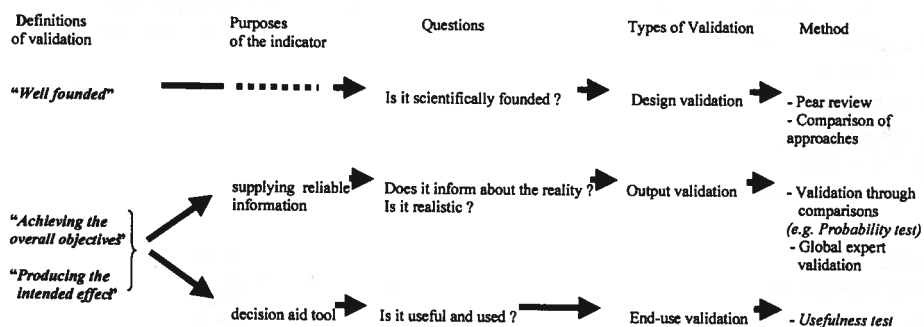 Definitions of validation
Purposes of the indicator
Questions
Types of Validation
Method
"Well founded"
Is it scientifically founded ?
Design validation
- Pear review
- Comparison of
approaches
"Achieving the
overall objectives"
"Producing the
intended effect"
supplying reliable
information
Does it inform about the reality ?
Is it realistic ?
Output validation
- Validation through
comparisons
(e.g. Probability test)
- Global expert
validation
decision aid tool
Is it useful and used ?
End-use validation
- Usefulness test